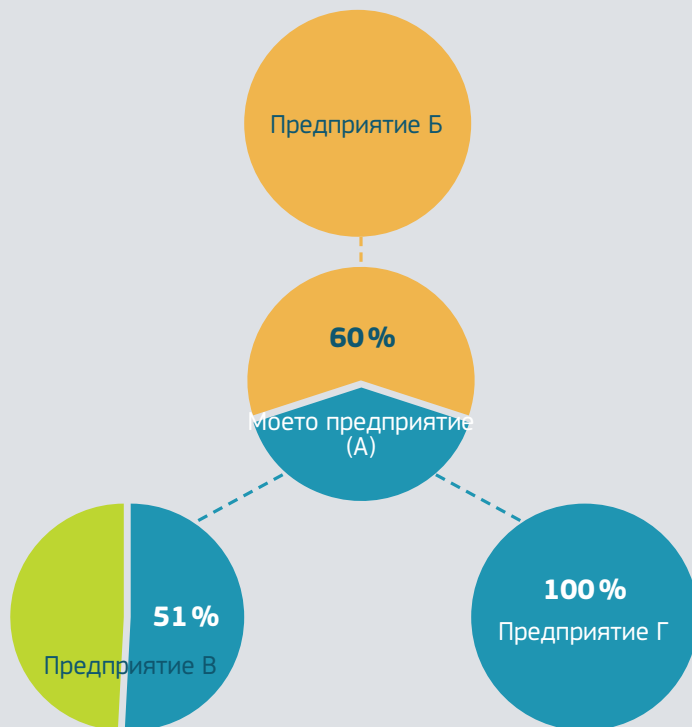 Предприятие Б
60 %
Моето предприятие
(А)
51 %
Предприятие В
100 %
Предприятие Г